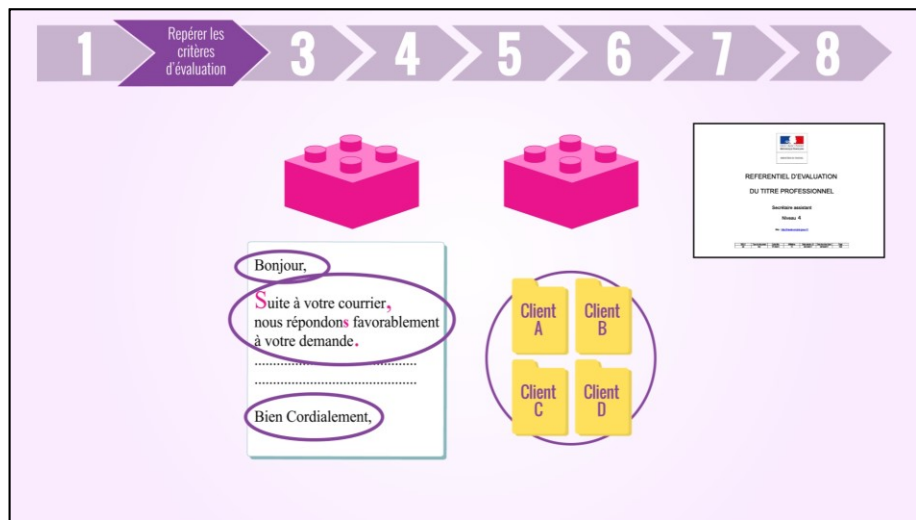 1
Repérer les
critères
d'évaluation
3
4
5
6
7
8
REFERENTIEL D'EVALUATION
DU TITRE PROFESSIONNEL
Secrétaire assistant
Niveau 4
Bonjour,
Suite à votre courrier,
nous répondons favorablement
à votre demande.
............................................
............................................
Bien Cordialement,
Client
A
Client
B
Client
C
Client
D